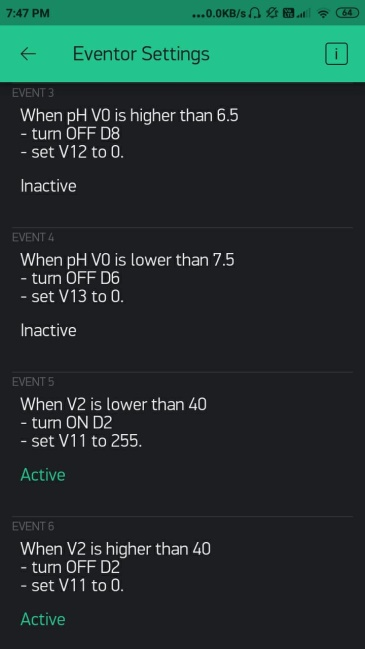 7:47 PM ...0.0KB/s 64
Eventor Settings
EVENT 3
When pH V0 is higher than 6.5
- turn OFF D8
- set V12 to 0.
Inactive
EVENT 4
When pH V0 is lower than 7.5
- turn OFF D6
- set V13 to 0.
Inactive
EVENT 5
When V2 is lower than 40
- turn ON D2
- set V11 to 255.
Active
EVENT 6
When V2 is higher than 40
- turn OFF D2
- set V11 to 0.
Active